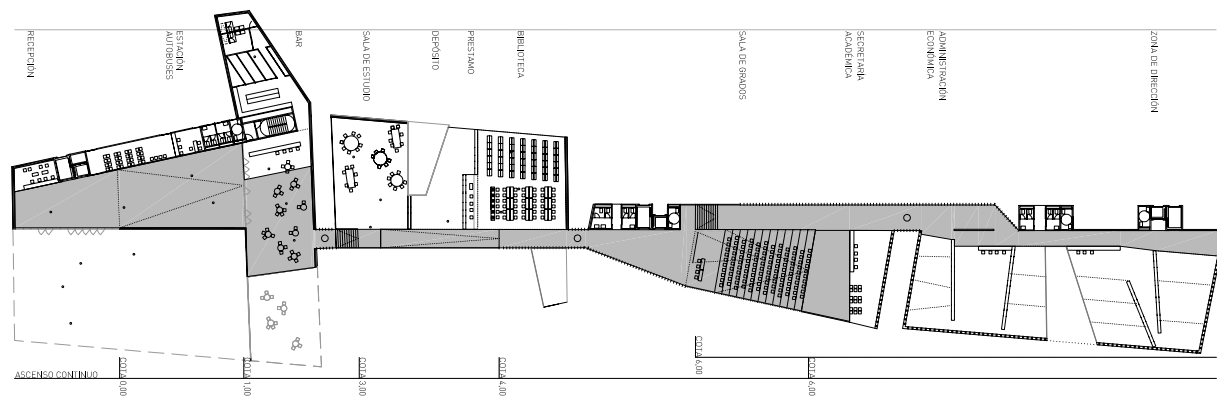 RECEPCIÓN
ESTACIÓN
AUTOBUSES
BAR
SALA DE ESTUDIO
DEPÓSITO
PRESTAMO
BIBLIOTECA
SALA DE GRADOS
SECRETARIA
ACADÉMICA
ADMINISTRACIÓN
ECONÓMICA
ZONA DE DIRECCIÓN
ASCENSO CONTINUO
COTA 0,00
COTA 1,00
COTA 3,00
COTA 4,00
COTA 6,00
COTA 6,00